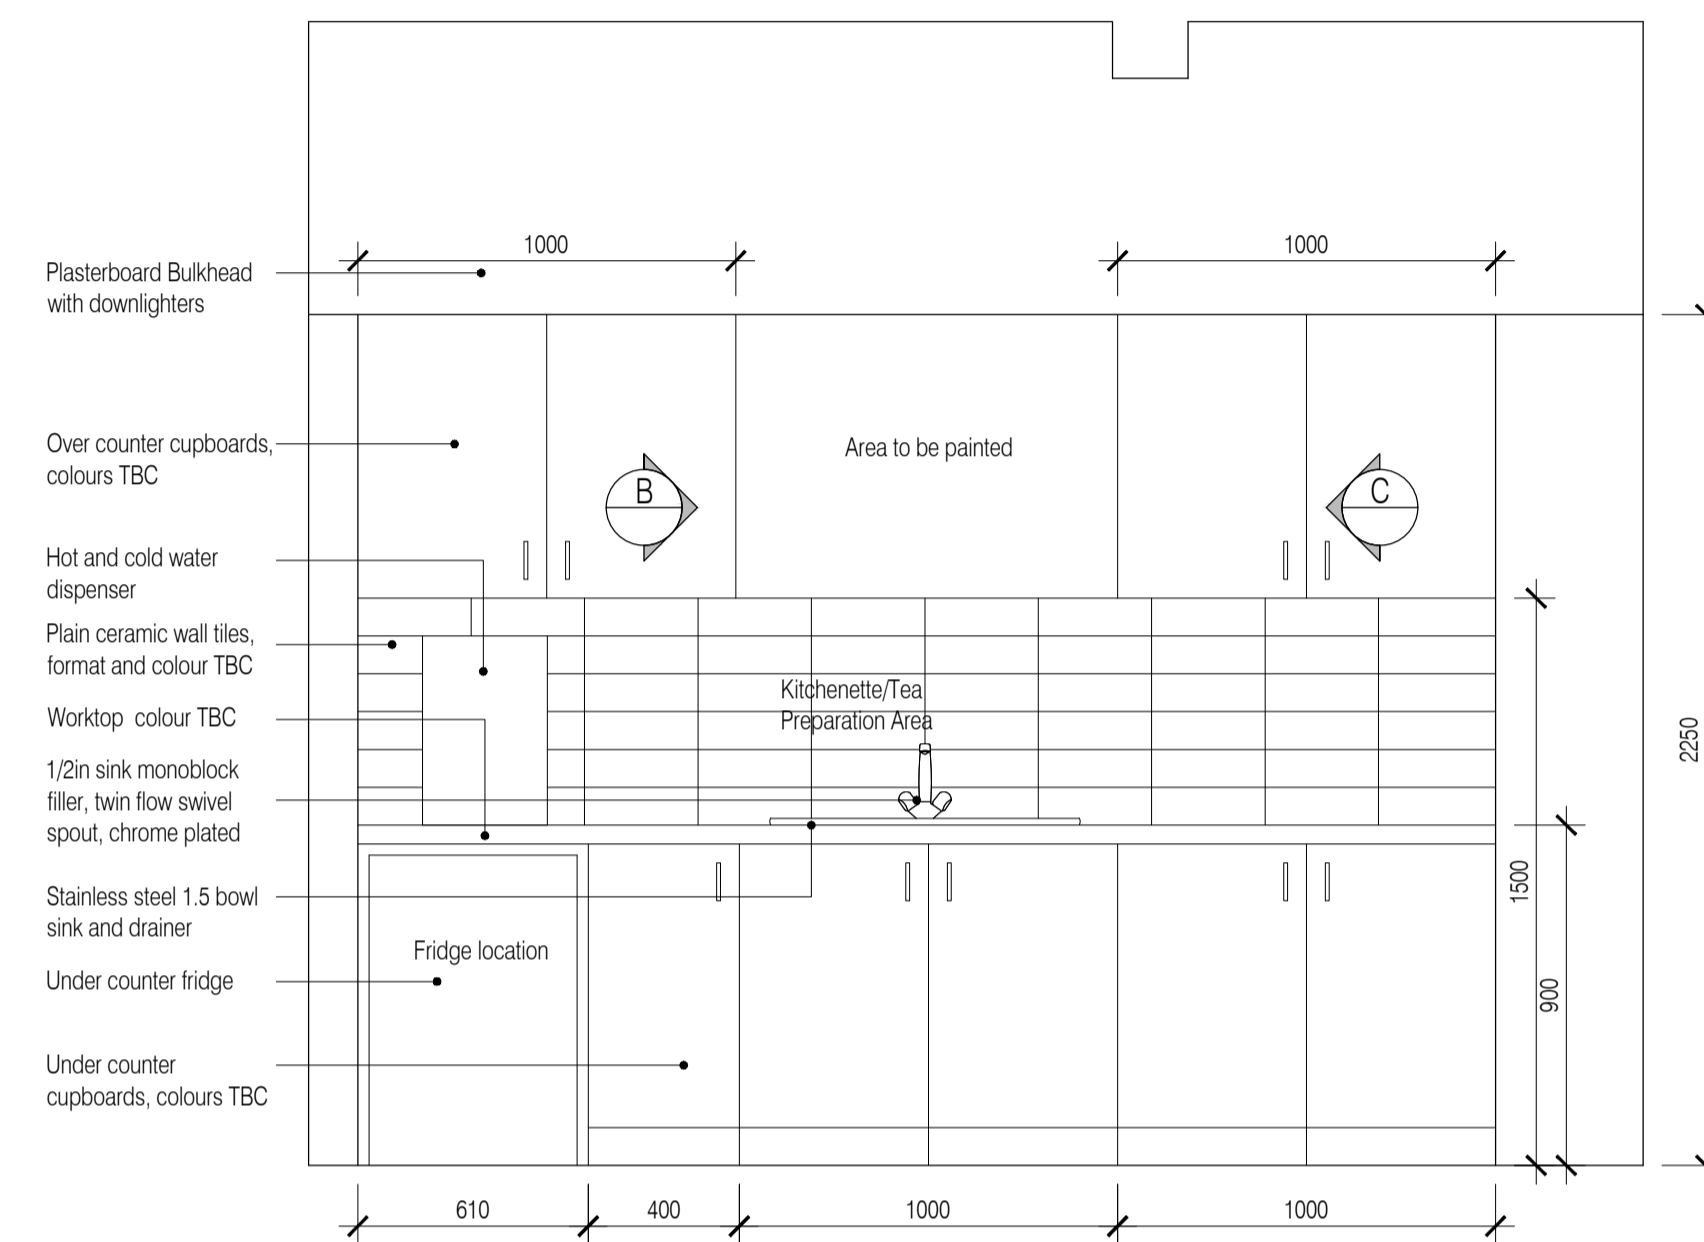 1000
1000
Plasterboard Bulkhead
with downlighters
Over counter cupboards,
colours TBC
Area to be painted
B
C
Hot and cold water
dispenser
Plain ceramic wall tiles,
format and colour TBC
Kitchenette/Tea
Preparation Area
Worktop colour TBC
1/2in sink monoblock
filler, twin flow swivel
spout, chrome plated
2250
1500
900
Stainless steel 1.5 bowl
sink and drainer
Fridge location
Under counter fridge
Under counter
cupboards, colours TBC
610
400
1000
1000